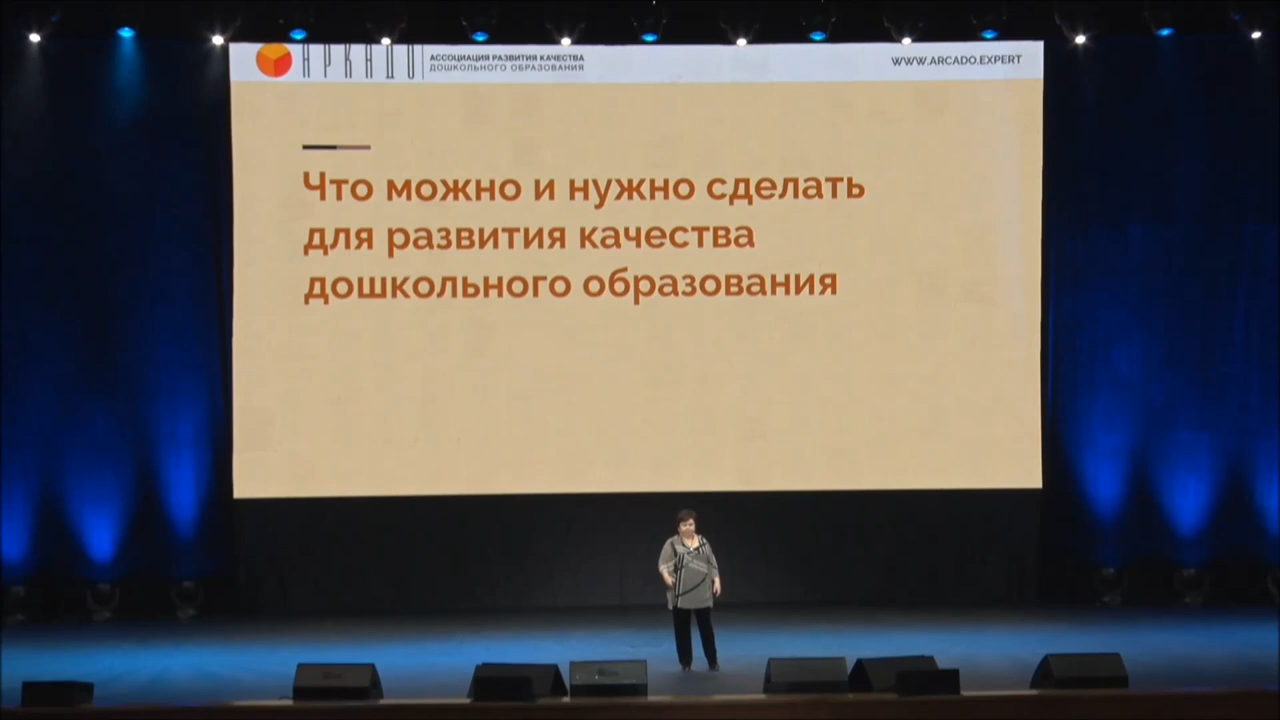 АРКАДО
АССОЦИАЦИЯ РАЗВИТИЯ КАЧЕСТВА
ДОШКОЛЬНОГО ОБРАЗОВАНИЯ
WWW.ARCADO.EXPERT
Что можно и нужно сделать
для развития качества
дошкольного образования